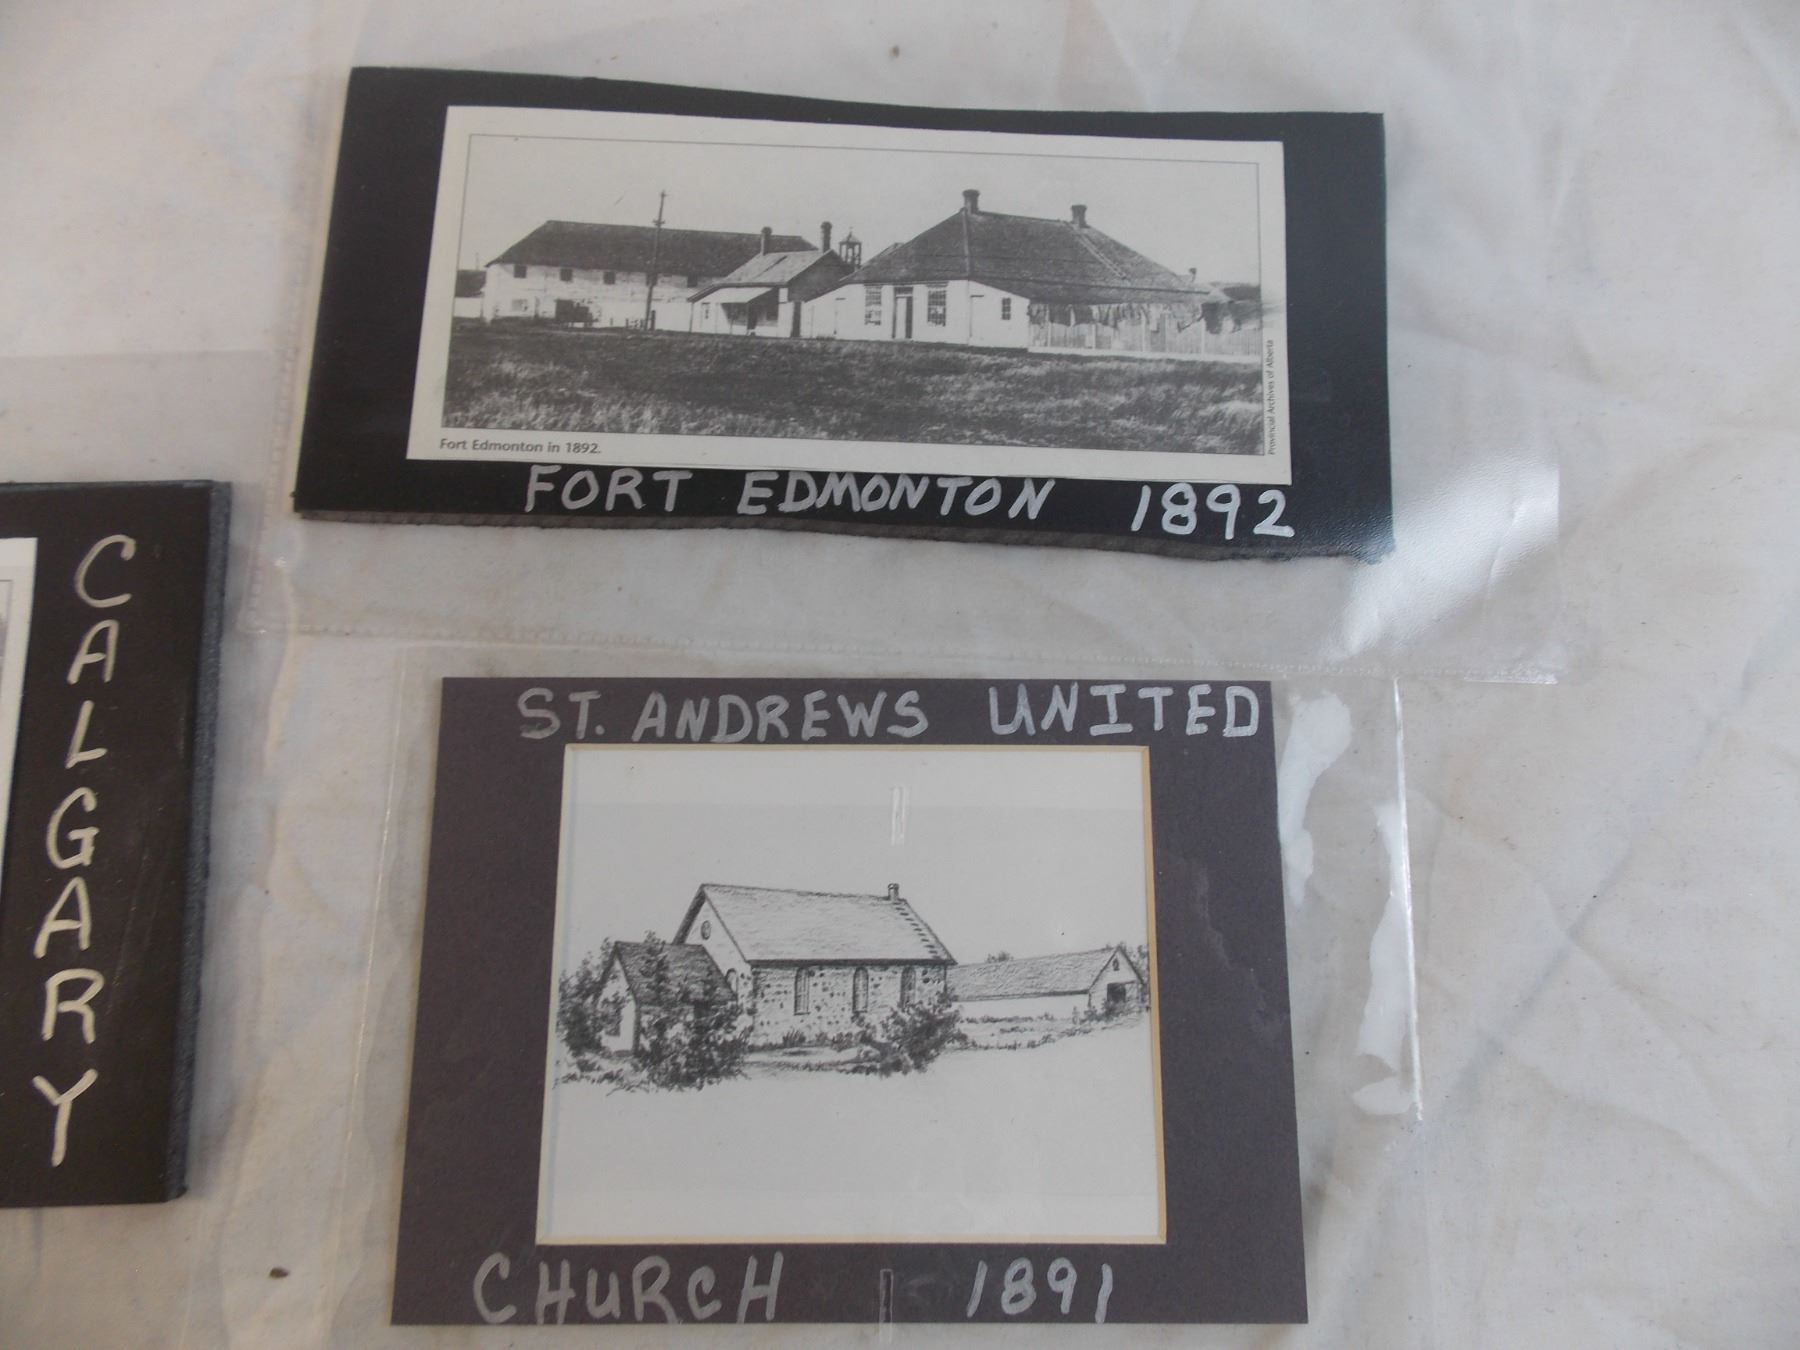 Fort Edmonton in 1892.
Provincial Archives of Alberta
FORT EDMONTON 1892
CALGARY
ST. ANDREWS UNITED
CHURCH 1891